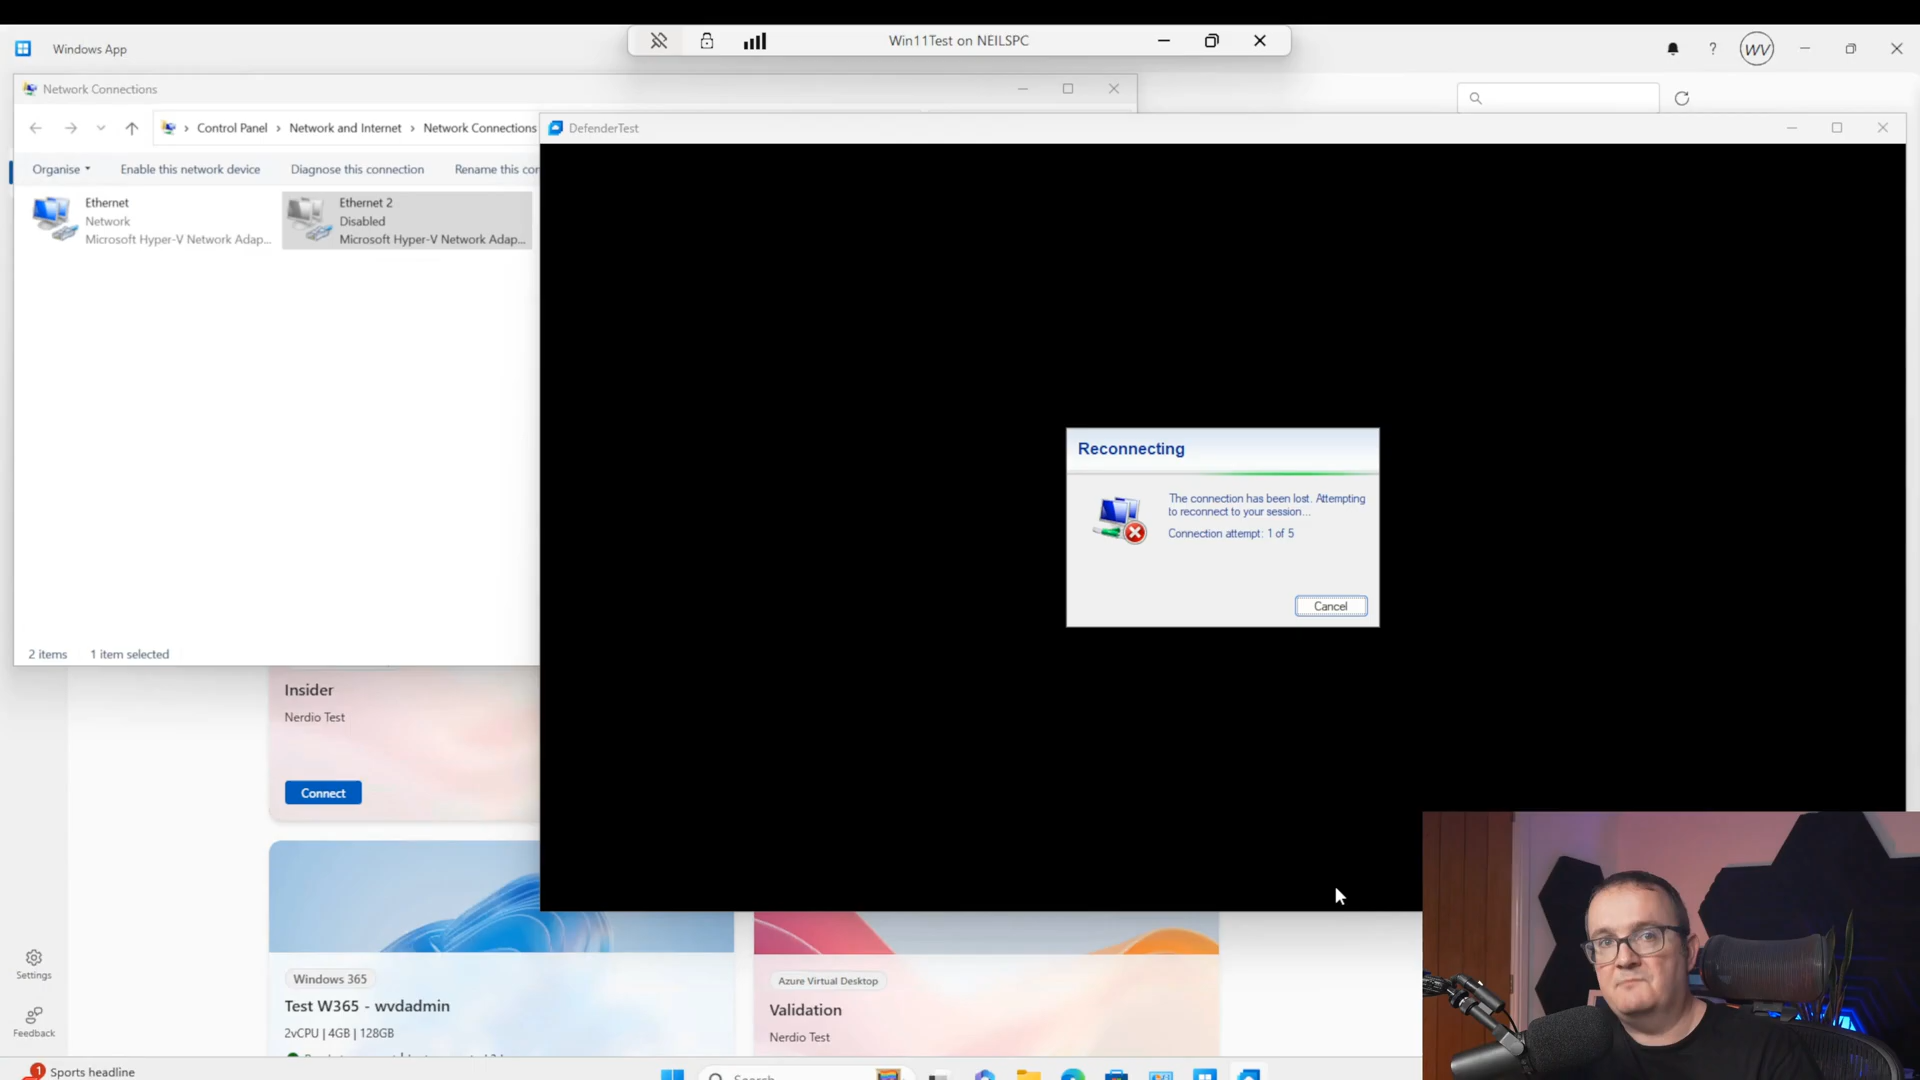 Windows App
Win11Test on NEILSPC
WV
Network Connections
Control Panel > Network and Internet > Network Connections
DefenderTest
Organise
Enable this network device
Diagnose this connection
Rename this con
Ethernet
Network
Microsoft Hyper-V Network Adap...
Ethernet 2
Disabled
Microsoft Hyper-V Network Adap...
Reconnecting
The connection has been lost. Attempting
to reconnect to your session...
Connection attempt: 1 of 5
Cancel
2 items
1 item selected
Insider
Nerdio Test
Connect
Windows 365
Test W365 - wvdadmin
2vCPU | 4GB | 128GB
Azure Virtual Desktop
Validation
Nerdio Test
Settings
Feedback
1
Sports headline
Search